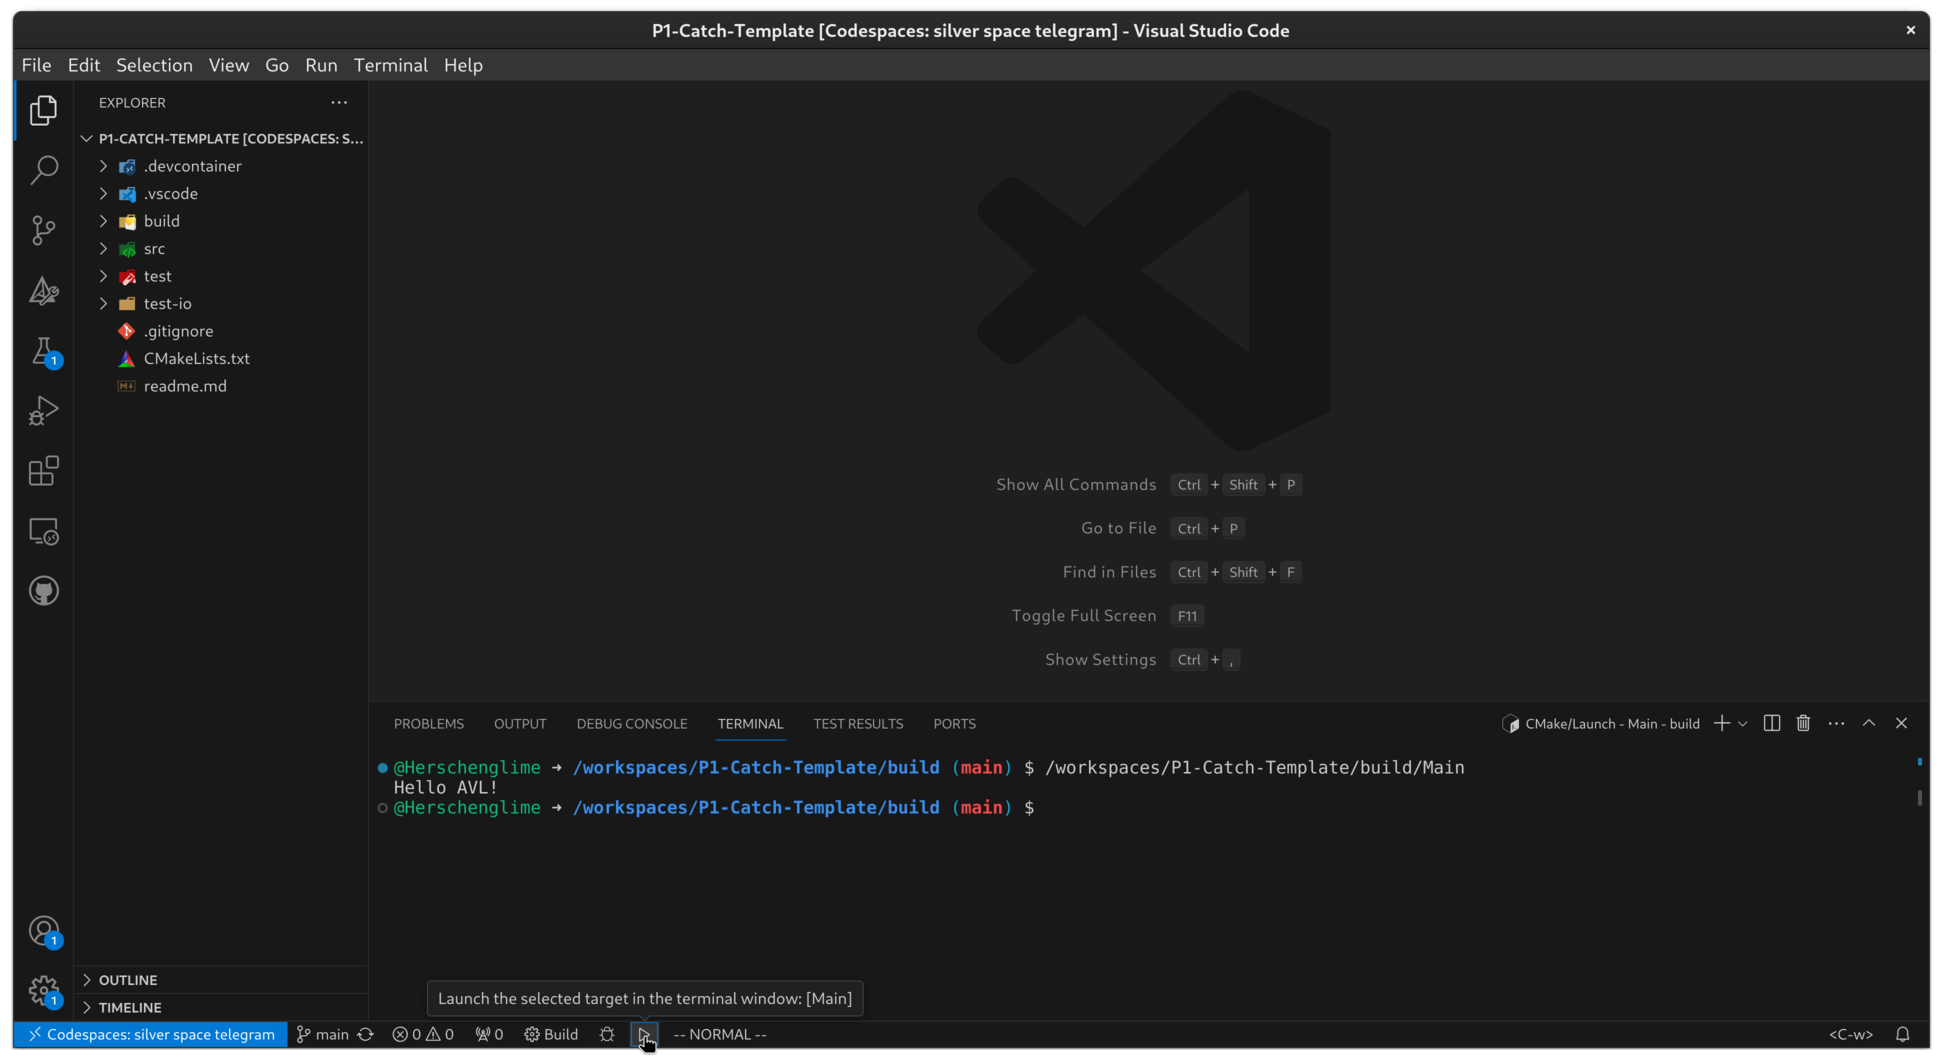 P1-Catch-Template [Codespaces: silver space telegram] - Visual Studio Code
File Edit Selection View Go Run Terminal Help
EXPLORER
P1-CATCH-TEMPLATE [CODESPACES: S...
.devcontainer
.vscode
build
src
test
test-io
.gitignore
CMakeLists.txt
readme.md
1
Show All Commands Ctrl + Shift + P
Go to File Ctrl + P
Find in Files Ctrl + Shift + F
Toggle Full Screen F11
Show Settings Ctrl + ,
PROBLEMS OUTPUT DEBUG CONSOLE TERMINAL TEST RESULTS PORTS CMake/Launch - Main - build
@Herschenglime ➜ /workspaces/P1-Catch-Template/build (main) $ /workspaces/P1-Catch-Template/build/Main
Hello AVL!
@Herschenglime ➜ /workspaces/P1-Catch-Template/build (main) $
1
1
OUTLINE
TIMELINE
Launch the selected target in the terminal window: [Main]
Codespaces: silver space telegram main 0 0 0 Build -- NORMAL -- <C-w>